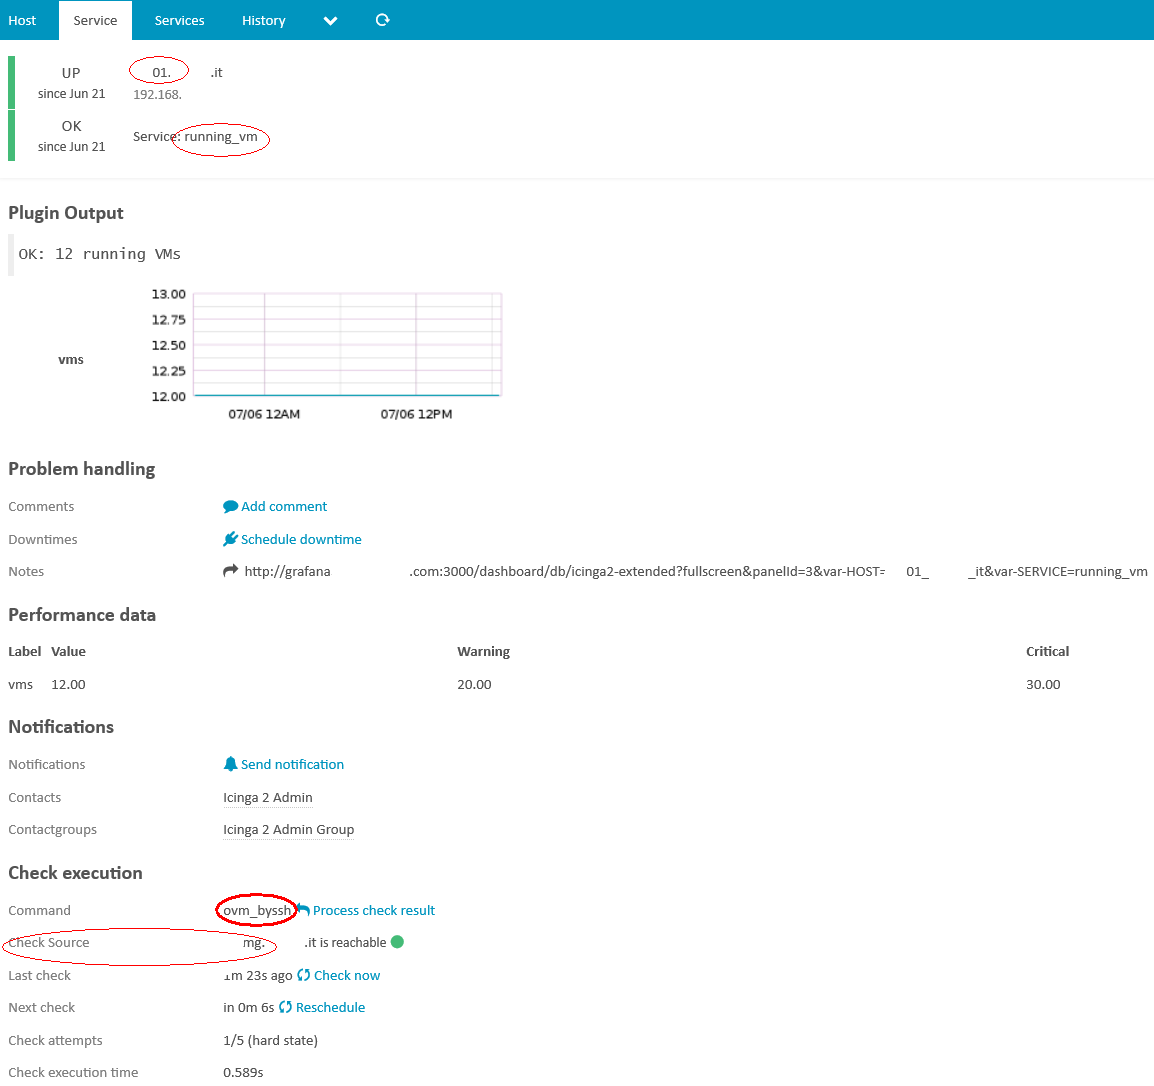 Host Service Services History
UP 01. .it
since Jun 21 192.168.
OK
Service: running_vm
since Jun 21
Plugin Output
OK: 12 running VMs
13.00
12.75
12.50
vms
12.25
12.00
07/06 12AM 07/06 12PM
Problem handling
Comments Add comment
Downtimes Schedule downtime
Notes http://grafana .com:3000/dashboard/db/icinga2-extended?fullscreen&panelId=3&var-HOST= 01_ _it&var-SERVICE=running_vm
Performance data
Label Value Warning Critical
vms 12.00 20.00 30.00
Notifications
Notifications Send notification
Contacts Icinga 2 Admin
Contactgroups Icinga 2 Admin Group
Check execution
Command ovm_byssh Process check result
Check Source mg. .it is reachable
Last check 1m 23s ago Check now
Next check in 0m 6s Reschedule
Check attempts 1/5 (hard state)
Check execution time 0.589s